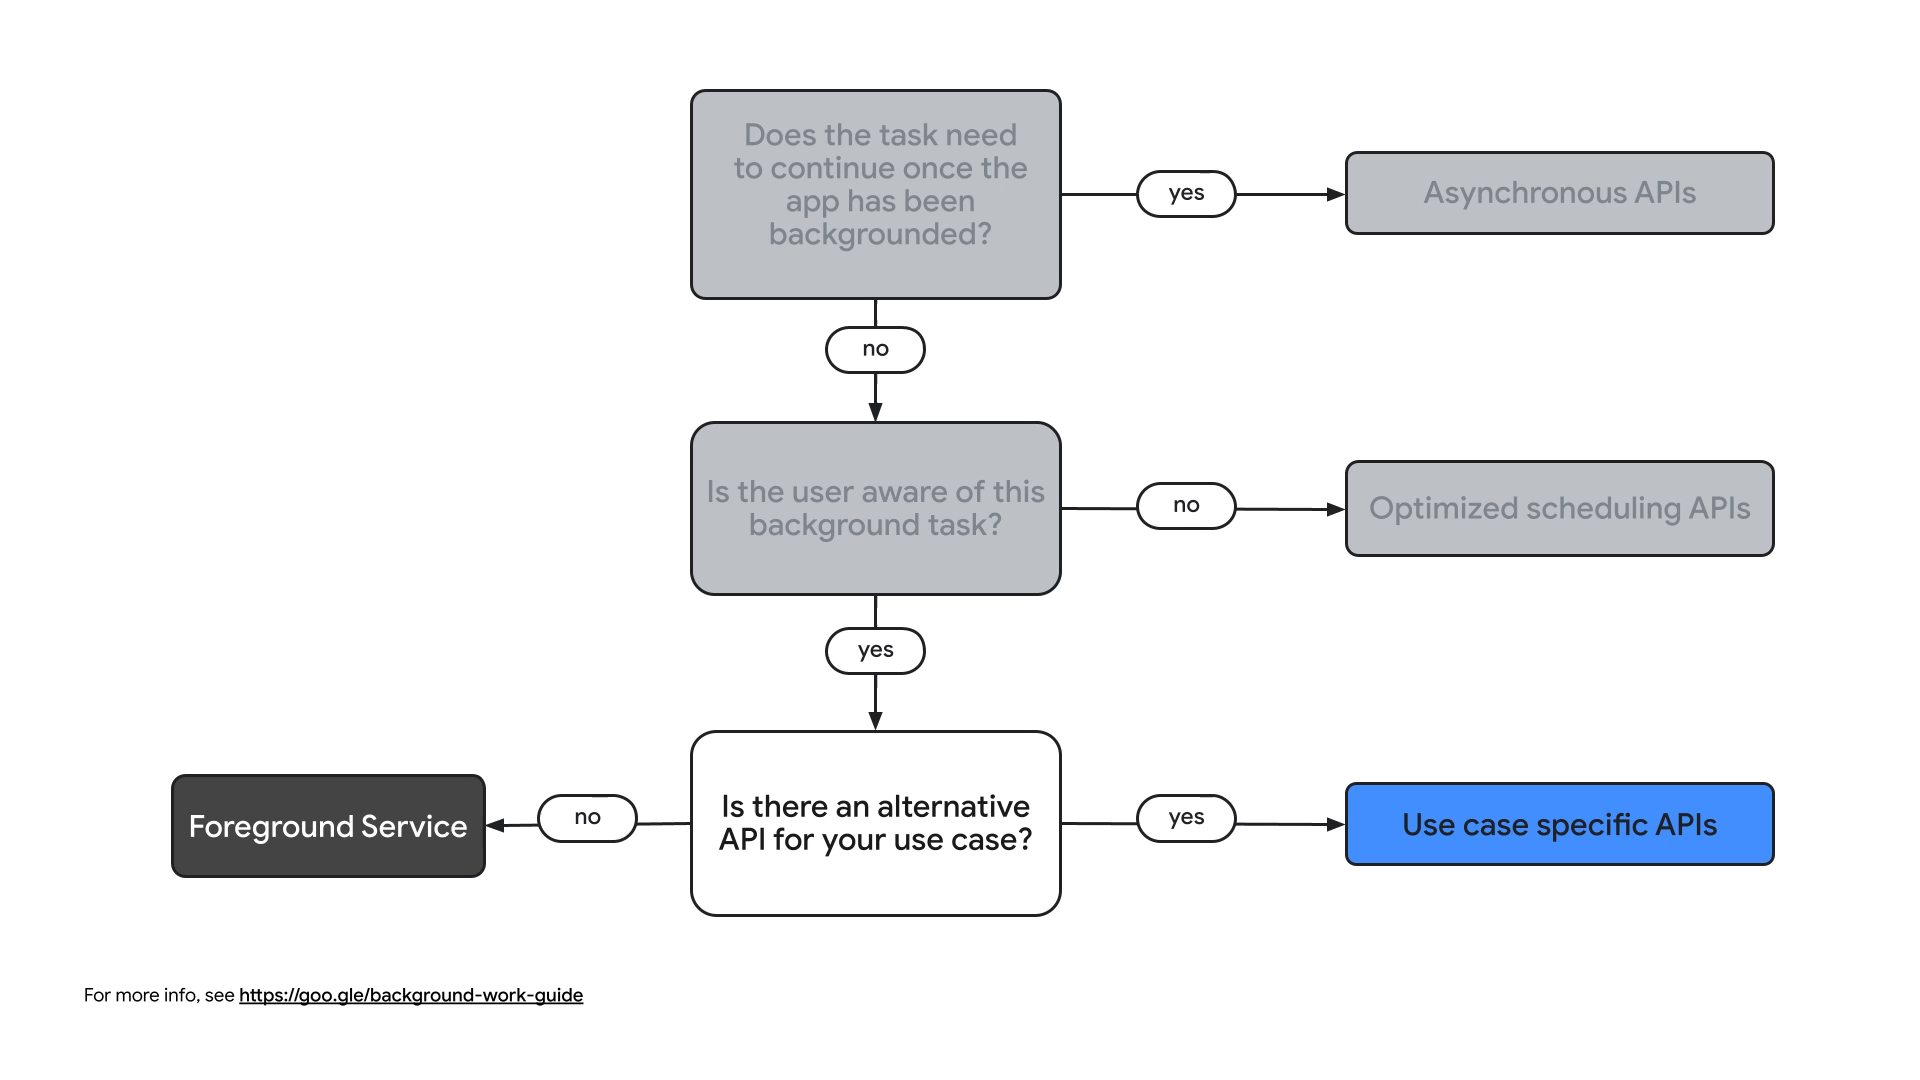 Does the task need
to continue once the
app has been
backgrounded?
yes
Asynchronous APIs
no
Is the user aware of this
background task?
no
Optimized scheduling APIs
yes
Foreground Service
no
Is there an alternative
API for your use case?
yes
Use case specific APIs
For more info, see https://goo.gle/background-work-guide